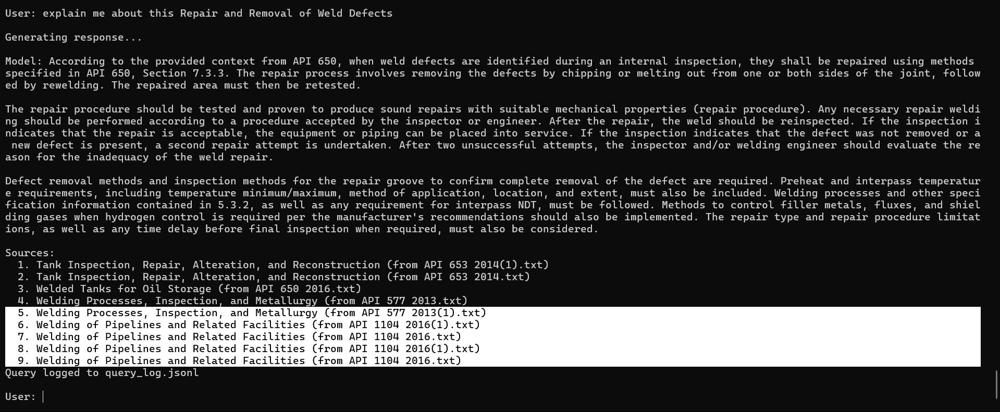 User: explain me about this Repair and Removal of Weld Defects
Generating response...
Model: According to the provided context from API 650, when weld defects are identified during an internal inspection, they shall be repaired using methods
specified in API 650, Section 7.3.3. The repair process involves removing the defects by chipping or melting out from one or both sides of the joint, follow
ed by rewelding. The repaired area must then be retested.
The repair procedure should be tested and proven to produce sound repairs with suitable mechanical properties (repair procedure). Any necessary repair weldi
ng should be performed according to a procedure accepted by the inspector or engineer. After the repair, the weld should be reinspected. If the inspection i
ndicates that the repair is acceptable, the equipment or piping can be placed into service. If the inspection indicates that the defect was not removed or a
 new defect is present, a second repair attempt is undertaken. After two unsuccessful attempts, the inspector and/or welding engineer should evaluate the re
ason for the inadequacy of the weld repair.
Defect removal methods and inspection methods for the repair groove to confirm complete removal of the defect are required. Preheat and interpass temperatur
e requirements, including temperature minimum/maximum, method of application, location, and extent, must also be included. Welding processes and other speci
fication information contained in 5.3.2, as well as any requirement for interpass NDT, must be followed. Methods to control filler metals, fluxes, and shiel
ding gases when hydrogen control is required per the manufacturer's recommendations should also be implemented. The repair type and repair procedure limitat
ions, as well as any time delay before final inspection when required, must also be considered.
Sources:
1. Tank Inspection, Repair, Alteration, and Reconstruction (from API 653 2014(1).txt)
2. Tank Inspection, Repair, Alteration, and Reconstruction (from API 653 2014.txt)
3. Welded Tanks for Oil Storage (from API 650 2016.txt)
4. Welding Processes, Inspection, and Metallurgy (from API 577 2013.txt)
5. Welding Processes, Inspection, and Metallurgy (from API 577 2013(1).txt)
6. Welding of Pipelines and Related Facilities (from API 1104 2016(1).txt)
7. Welding of Pipelines and Related Facilities (from API 1104 2016.txt)
8. Welding of Pipelines and Related Facilities (from API 1104 2016(1).txt)
9. Welding of Pipelines and Related Facilities (from API 1104 2016.txt)
Query logged to query_log.jsonl
User: